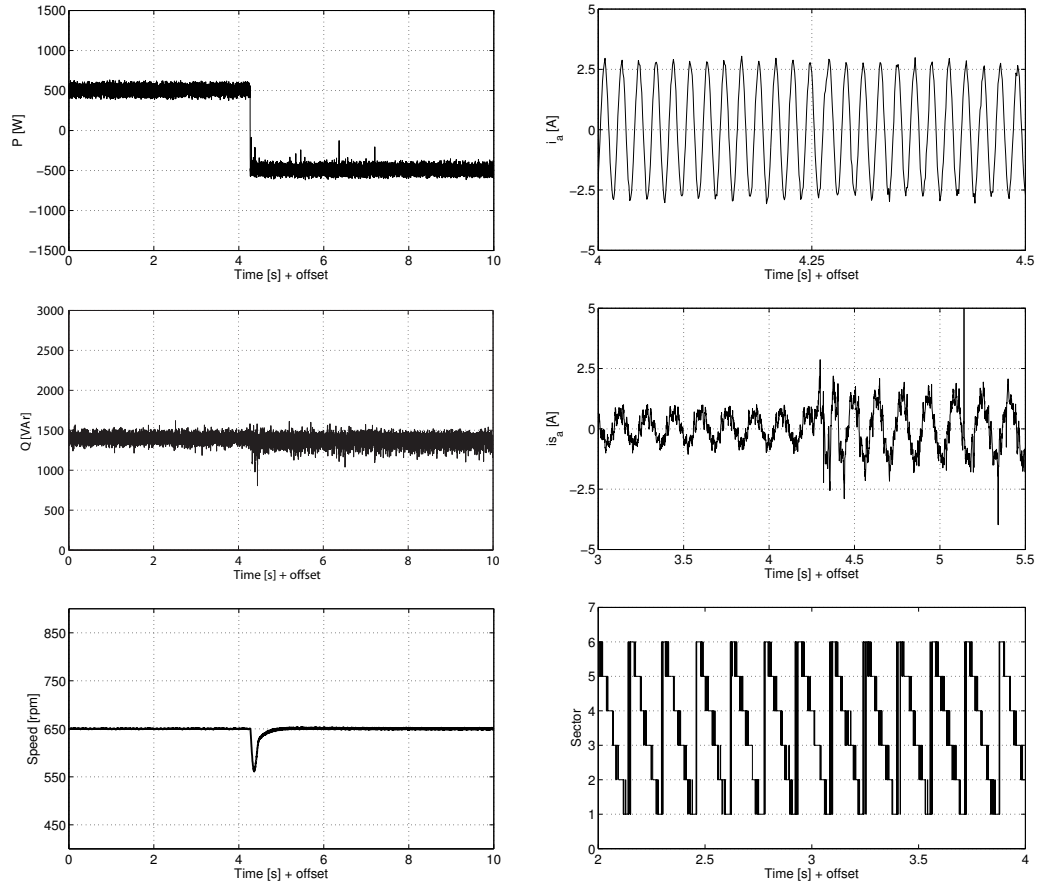 1500
1000
500
0
−500
−1000
−1500
P [W]
0 2 4 6 8 10
Time [s] + offset
5
2.5
0
−2.5
−5
i_a [A]
4 4.25 4.5
Time [s] + offset
3000
2500
2000
1500
1000
500
0
Q [VAr]
0 2 4 6 8 10
Time [s] + offset
5
2.5
0
−2.5
−5
is_a [A]
3 3.5 4 4.5 5 5.5
Time [s] + offset
850
750
650
550
450
Speed [rpm]
0 2 4 6 8 10
Time [s] + offset
7
6
5
4
3
2
1
0
Sector
2 2.5 3 3.5 4
Time [s] + offset